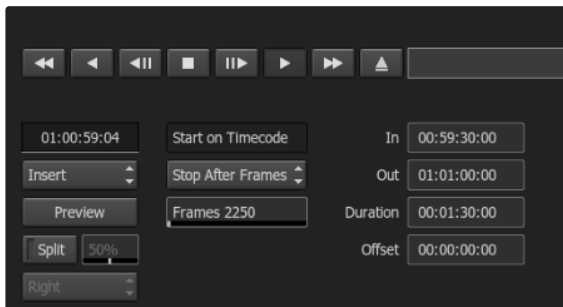 01:00:59:04 Start on Timecode In 00:59:30:00
Insert Stop After Frames Out 01:01:00:00
Preview Frames 2250 Duration 00:01:30:00
Split 50% Offset 00:00:00:00
Right